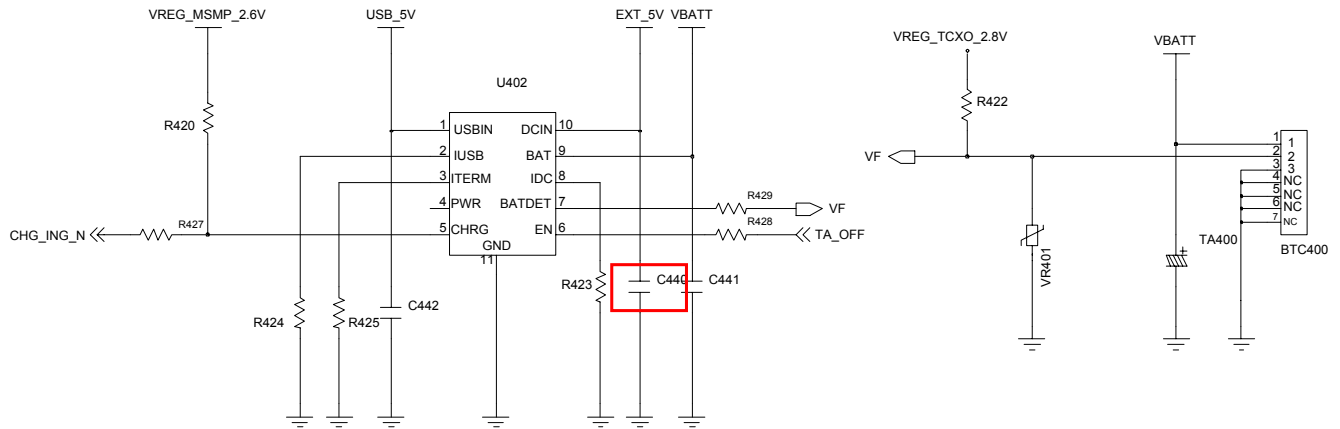 VREG_MSMP_2.6V
USB_5V
EXT_5V VBATT
VREG_TCXO_2.8V
VBATT
U402
R420
R422
1 USBIN DCIN 10
2 IUSB BAT 9
3 ITERM IDC 8
4 PWR BATDET 7
5 CHRG EN 6
GND
11
R429
VF
R428
TA_OFF
CHG_ING_N
R427
VF
1 1
2 2
3 3
4 NC
5 NC
6 NC
7 NC
BTC400
TA400
+
VR401
R424
R425
C442
R423
C440
C441